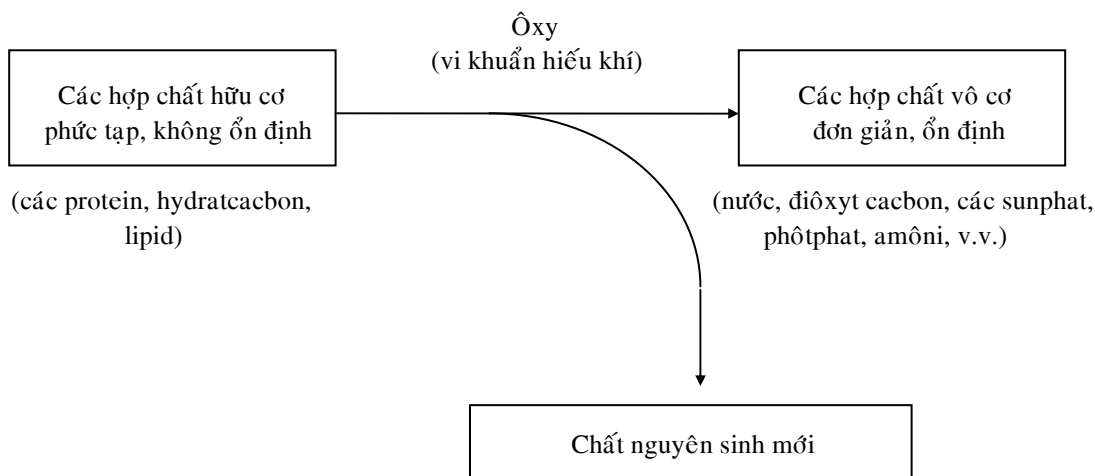 Ôxy
(vi khuẩn hiếu khí)
Các hợp chất hữu cơ
phức tạp, không ổn định
Các hợp chất vô cơ
đơn giản, ổn định
(các protein, hydratcacbon,
lipid)
(nước, điôxyt cacbon, các sunphat,
phôtphat, amôni, v.v.)
Chất nguyên sinh mới